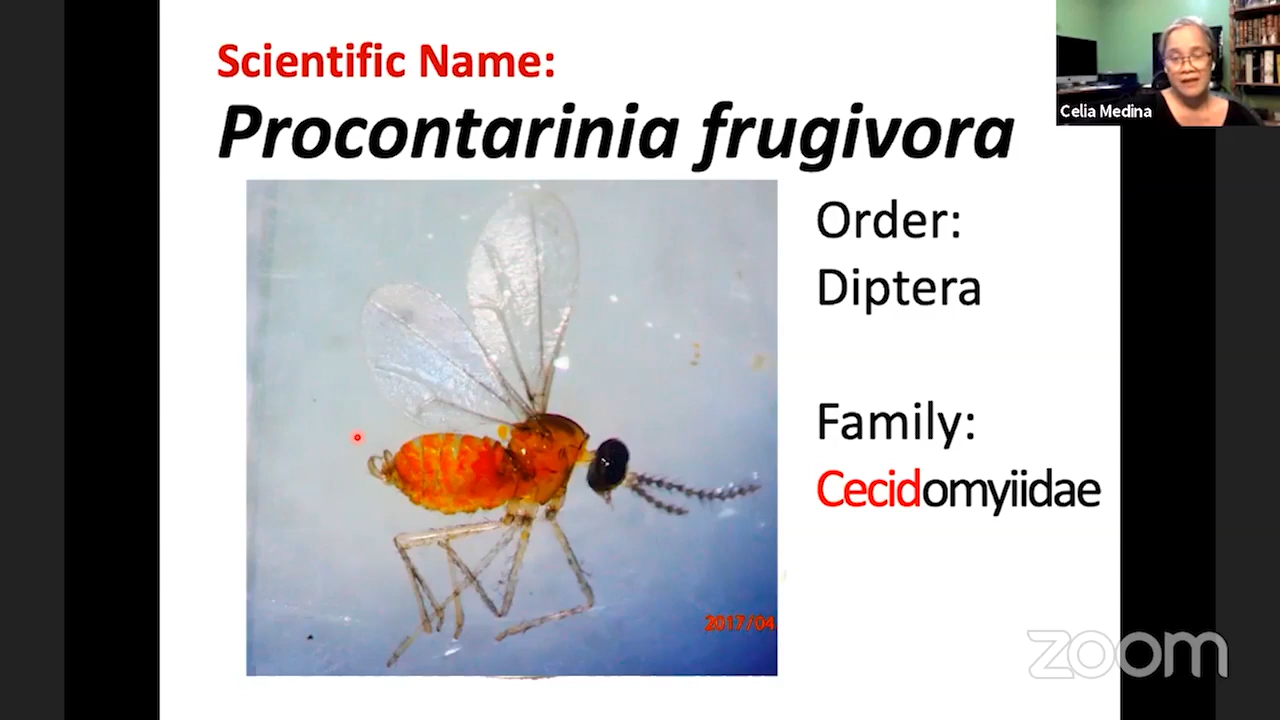 Scientific Name:
Procontarinia frugivora
Order:
Diptera
Family:
Cecidomyiidae
2017/04
Celia Medina
zoom